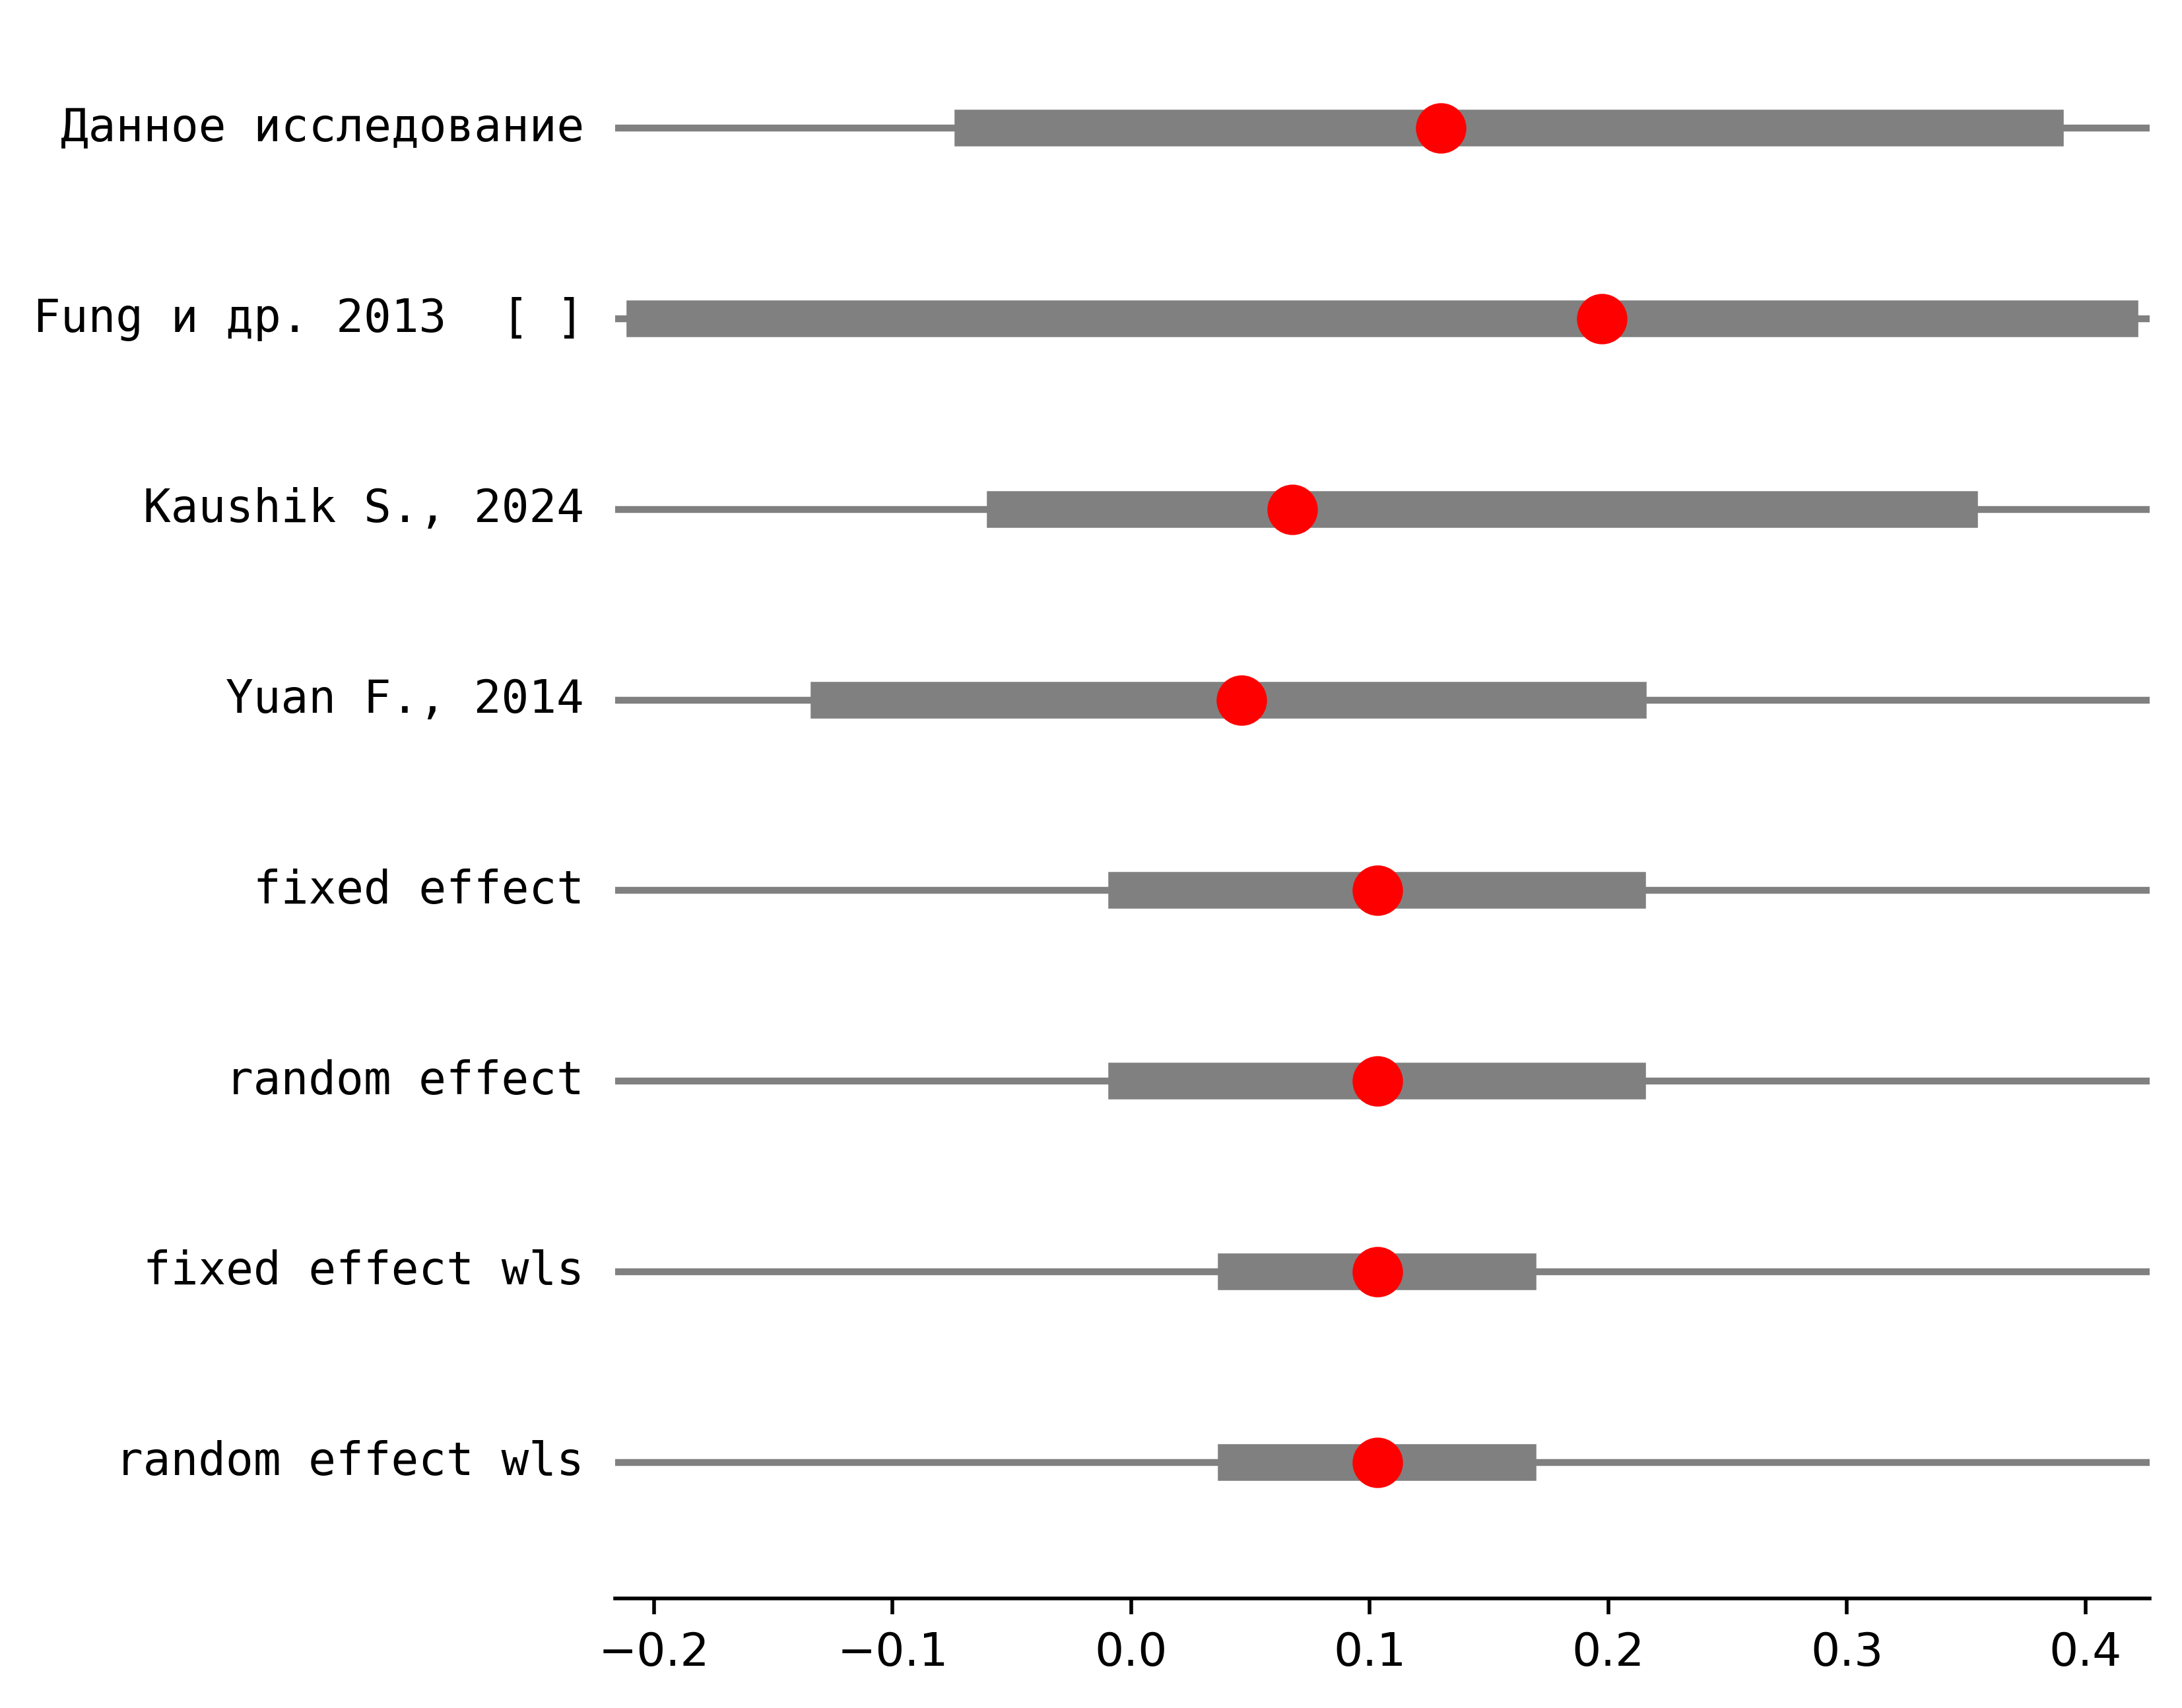 Данное исследование
Fung и др. 2013  [ ]
Kaushik S., 2024
Yuan F., 2014
fixed effect
random effect
fixed effect wls
random effect wls
−0.2 −0.1 0.0 0.1 0.2 0.3 0.4